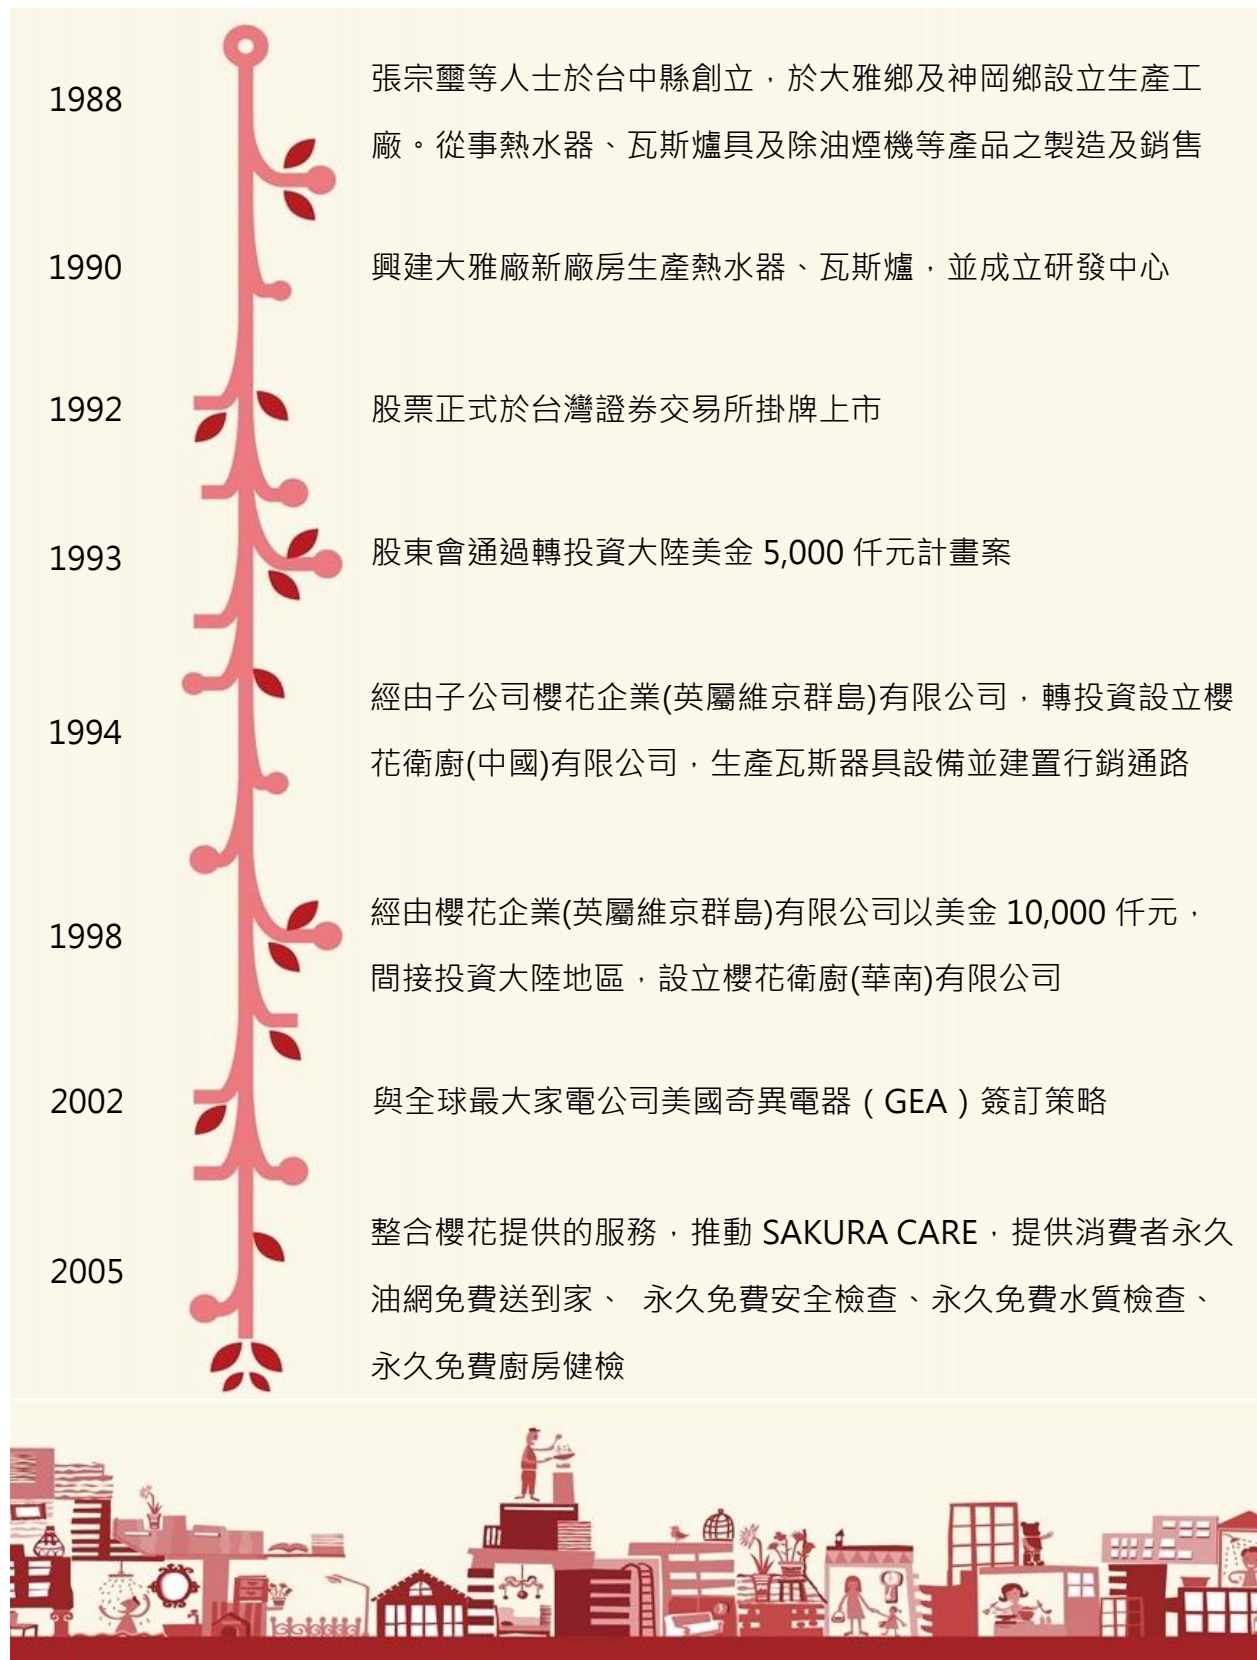 1988
張宗璽等人士於台中縣創立，於大雅鄉及神岡鄉設立生產工
廠。從事熱水器、瓦斯爐具及除油煙機等產品之製造及銷售
1990
興建大雅廠新廠房生產熱水器、瓦斯爐，並成立研發中心
1992
股票正式於台灣證券交易所掛牌上市
1993
股東會通過轉投資大陸美金 5,000 仟元計畫案
1994
經由子公司櫻花企業(英屬維京群島)有限公司，轉投資設立櫻
花衛廚(中國)有限公司，生產瓦斯器具設備並建置行銷通路
1998
經由櫻花企業(英屬維京群島)有限公司以美金 10,000 仟元，
間接投資大陸地區，設立櫻花衛廚(華南)有限公司
2002
與全球最大家電公司美國奇異電器（GEA）簽訂策略
2005
整合櫻花提供的服務，推動 SAKURA CARE，提供消費者永久
油網免費送到家、 永久免費安全檢查、永久免費水質檢查、
永久免費廚房健檢